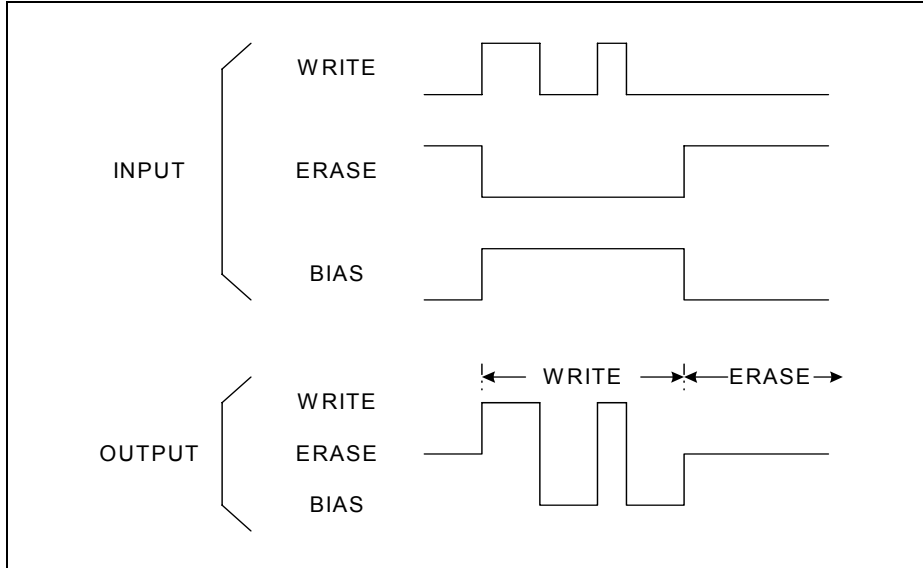 WRITE
INPUT
ERASE
BIAS
WRITE
ERASE
WRITE
OUTPUT
ERASE
BIAS